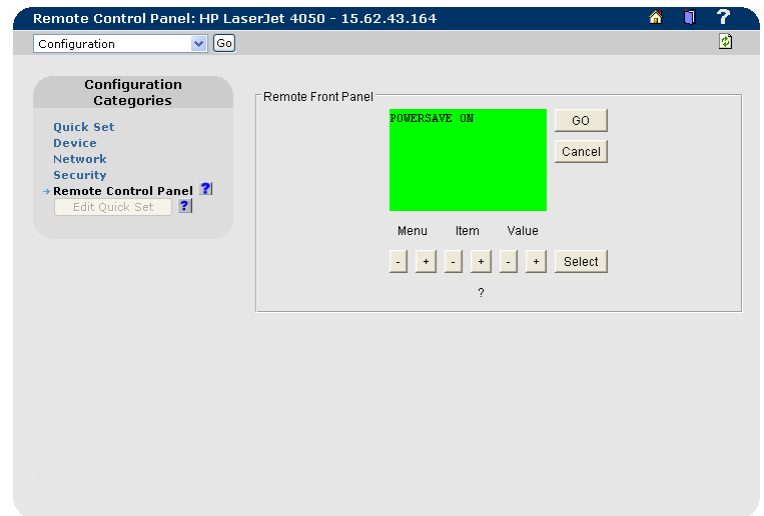 Remote Control Panel: HP LaserJet 4050 - 15.62.43.164
?
Configuration
Go
Configuration
Categories
Quick Set
Device
Network
Security
Remote Control Panel ?
Edit Quick Set ?
Remote Front Panel
POWERSAVE ON
GO
Cancel
Menu Item Value
- + - + - + Select
?